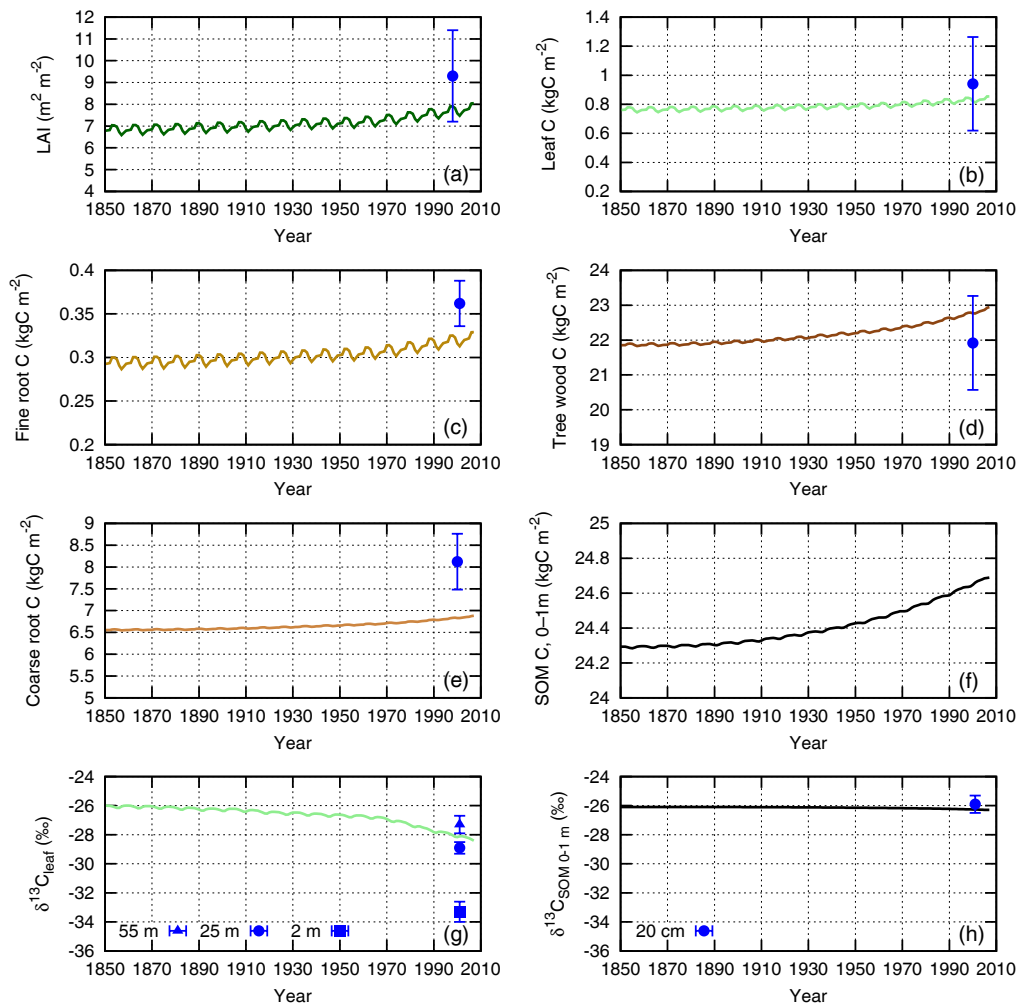 12
11
10
9
8
7
6
5
4
LAI (m² m⁻²)
(a)
1850 1870 1890 1910 1930 1950 1970 1990 2010
Year
1.4
1.2
1
0.8
0.6
0.4
0.2
Leaf C (kgC m⁻²)
(b)
1850 1870 1890 1910 1930 1950 1970 1990 2010
Year
0.4
0.35
0.3
0.25
0.2
Fine root C (kgC m⁻²)
(c)
1850 1870 1890 1910 1930 1950 1970 1990 2010
Year
24
23
22
21
20
19
Tree wood C (kgC m⁻²)
(d)
1850 1870 1890 1910 1930 1950 1970 1990 2010
Year
9
8.5
8
7.5
7
6.5
6
5.5
5
Coarse root C (kgC m⁻²)
(e)
1850 1870 1890 1910 1930 1950 1970 1990 2010
Year
25
24.8
24.6
24.4
24.2
24
SOM C, 0–1m (kgC m⁻²)
(f)
1850 1870 1890 1910 1930 1950 1970 1990 2010
Year
-24
-26
-28
-30
-32
-34
-36
δ¹³C leaf (‰)
55 m 25 m 2 m
(g)
1850 1870 1890 1910 1930 1950 1970 1990 2010
Year
-24
-26
-28
-30
-32
-34
-36
δ¹³C SOM 0-1 m (‰)
20 cm
(h)
1850 1870 1890 1910 1930 1950 1970 1990 2010
Year